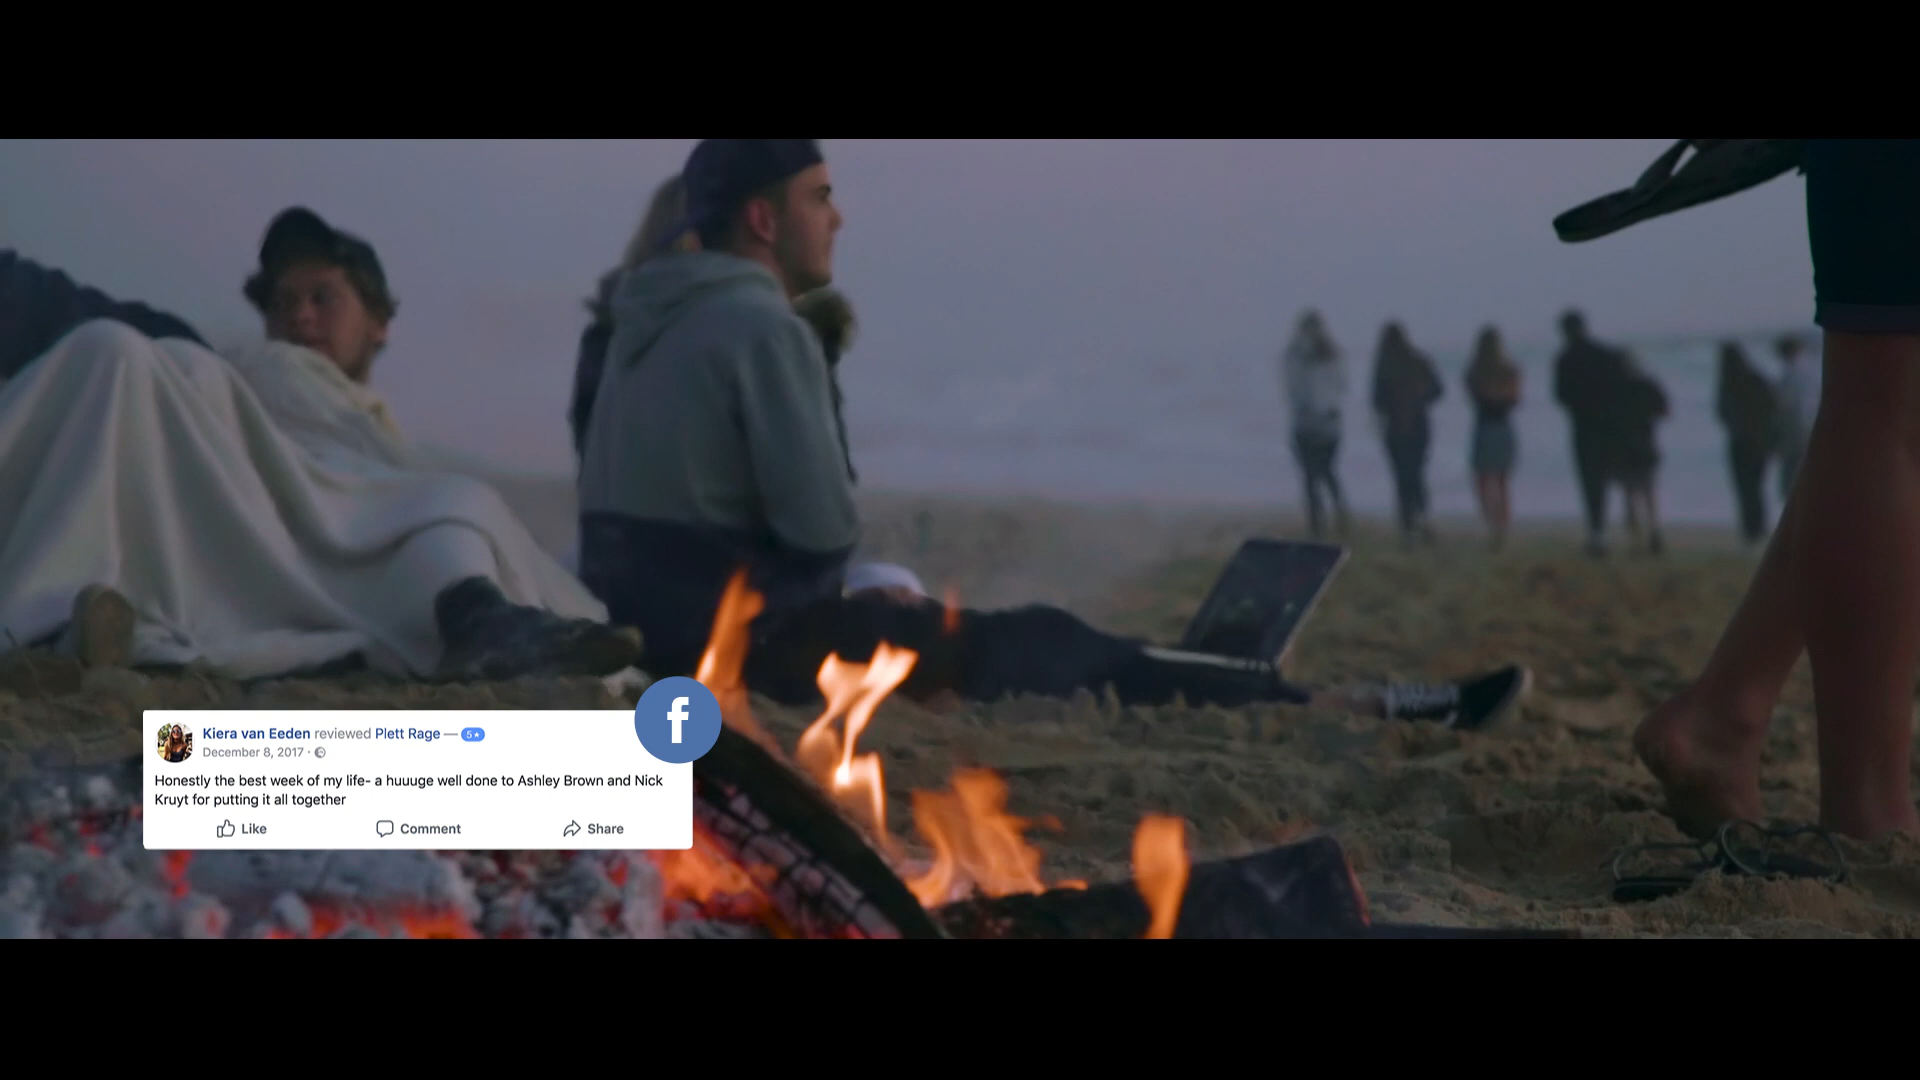 Kiera van Eeden reviewed Plett Rage — 5★
December 8, 2017 ·
Honestly the best week of my life- a huuuge well done to Ashley Brown and Nick
Kruyt for putting it all together
Like Comment Share
f